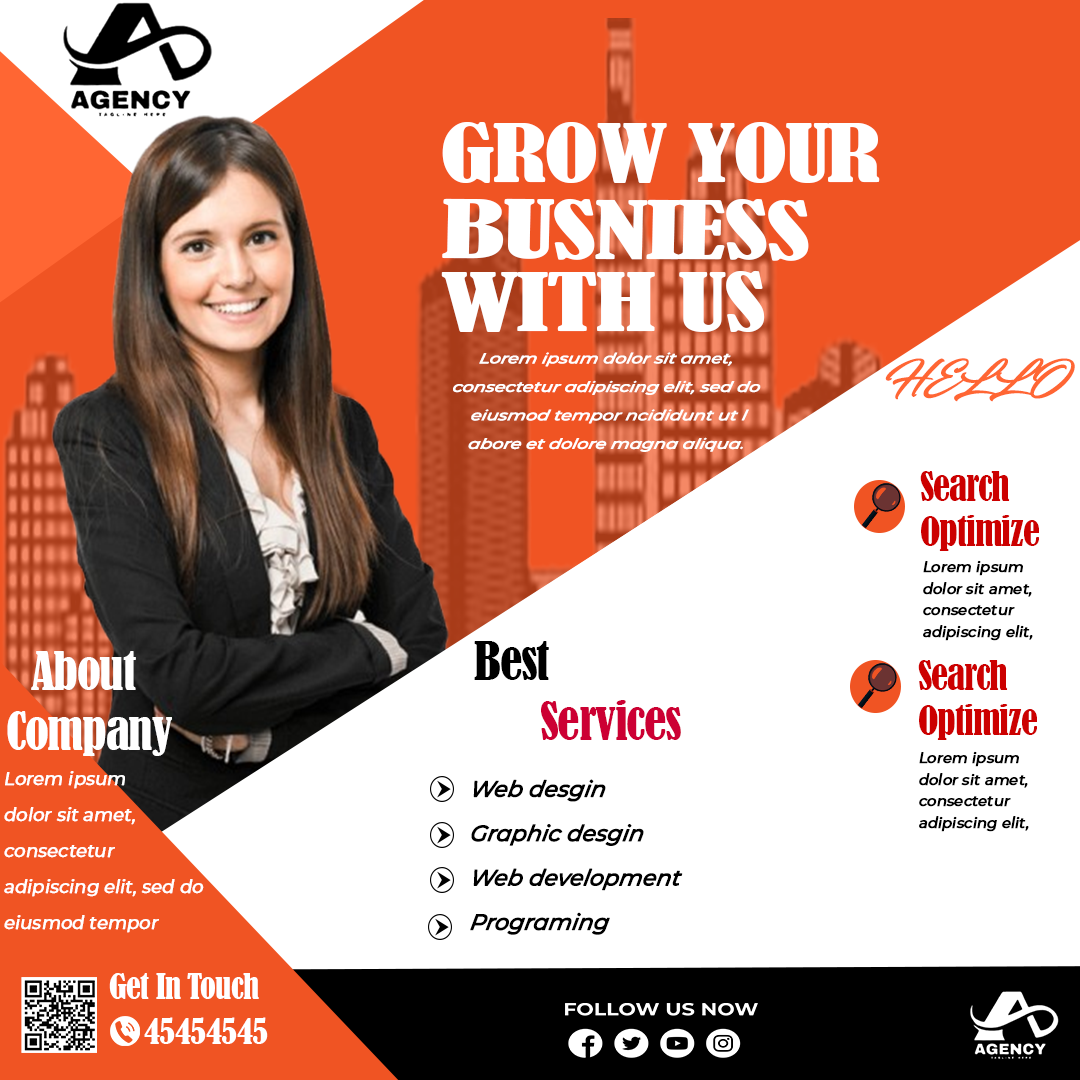 AGENCY
TAGLINE HERE
GROW YOUR
BUSNIESS
WITH US
Lorem ipsum dolor sit amet,
consectetur adipiscing elit, sed do
eiusmod tempor ncididunt ut l
abore et dolore magna aliqua.
HELLO
Search
Optimize
Lorem ipsum
dolor sit amet,
consectetur
adipiscing elit,
Search
Optimize
Lorem ipsum
dolor sit amet,
consectetur
adipiscing elit,
About
Company
Lorem ipsum
dolor sit amet,
consectetur
adipiscing elit, sed do
eiusmod tempor
Best
Services
Web desgin
Graphic desgin
Web development
Programing
Get In Touch
45454545
FOLLOW US NOW
AGENCY
TAGLINE HERE